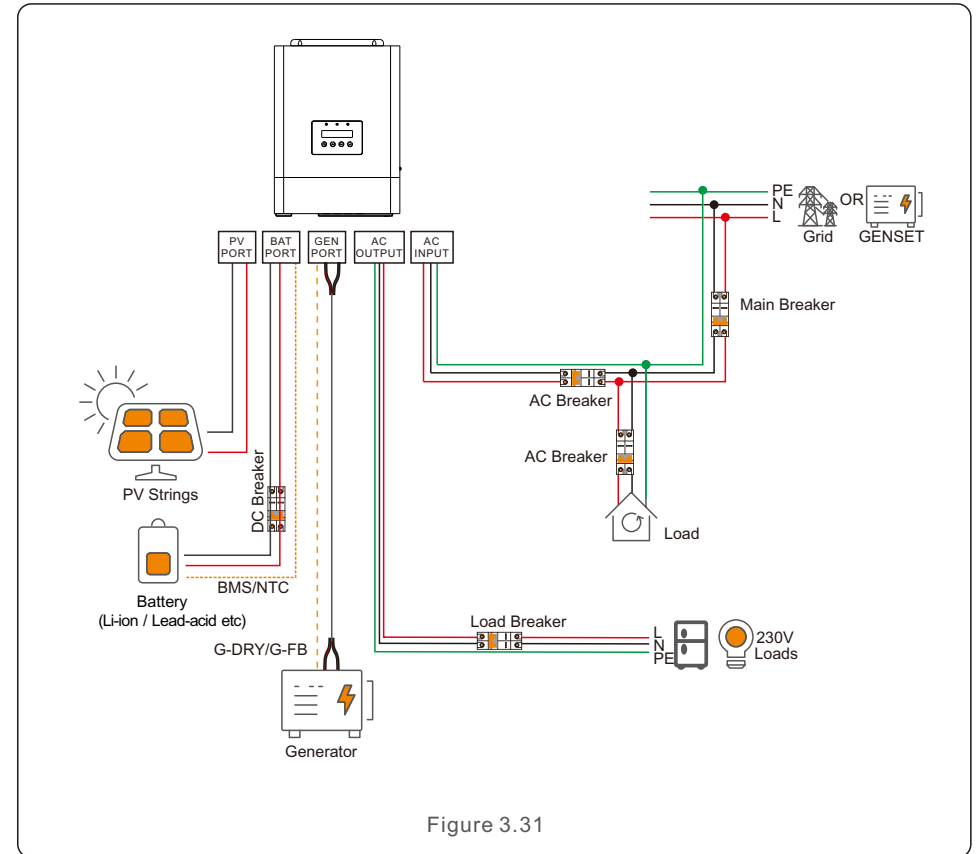 PE
N
L
OR
Grid
GENSET
PV
PORT
BAT
PORT
GEN
PORT
AC
OUTPUT
AC
INPUT
Main Breaker
AC Breaker
AC Breaker
Load
PV Strings
DC Breaker
BMS/NTC
Battery
(Li-ion / Lead-acid etc)
G-DRY/G-FB
Generator
Load Breaker
L
N
PE
230V
Loads
Figure 3.31